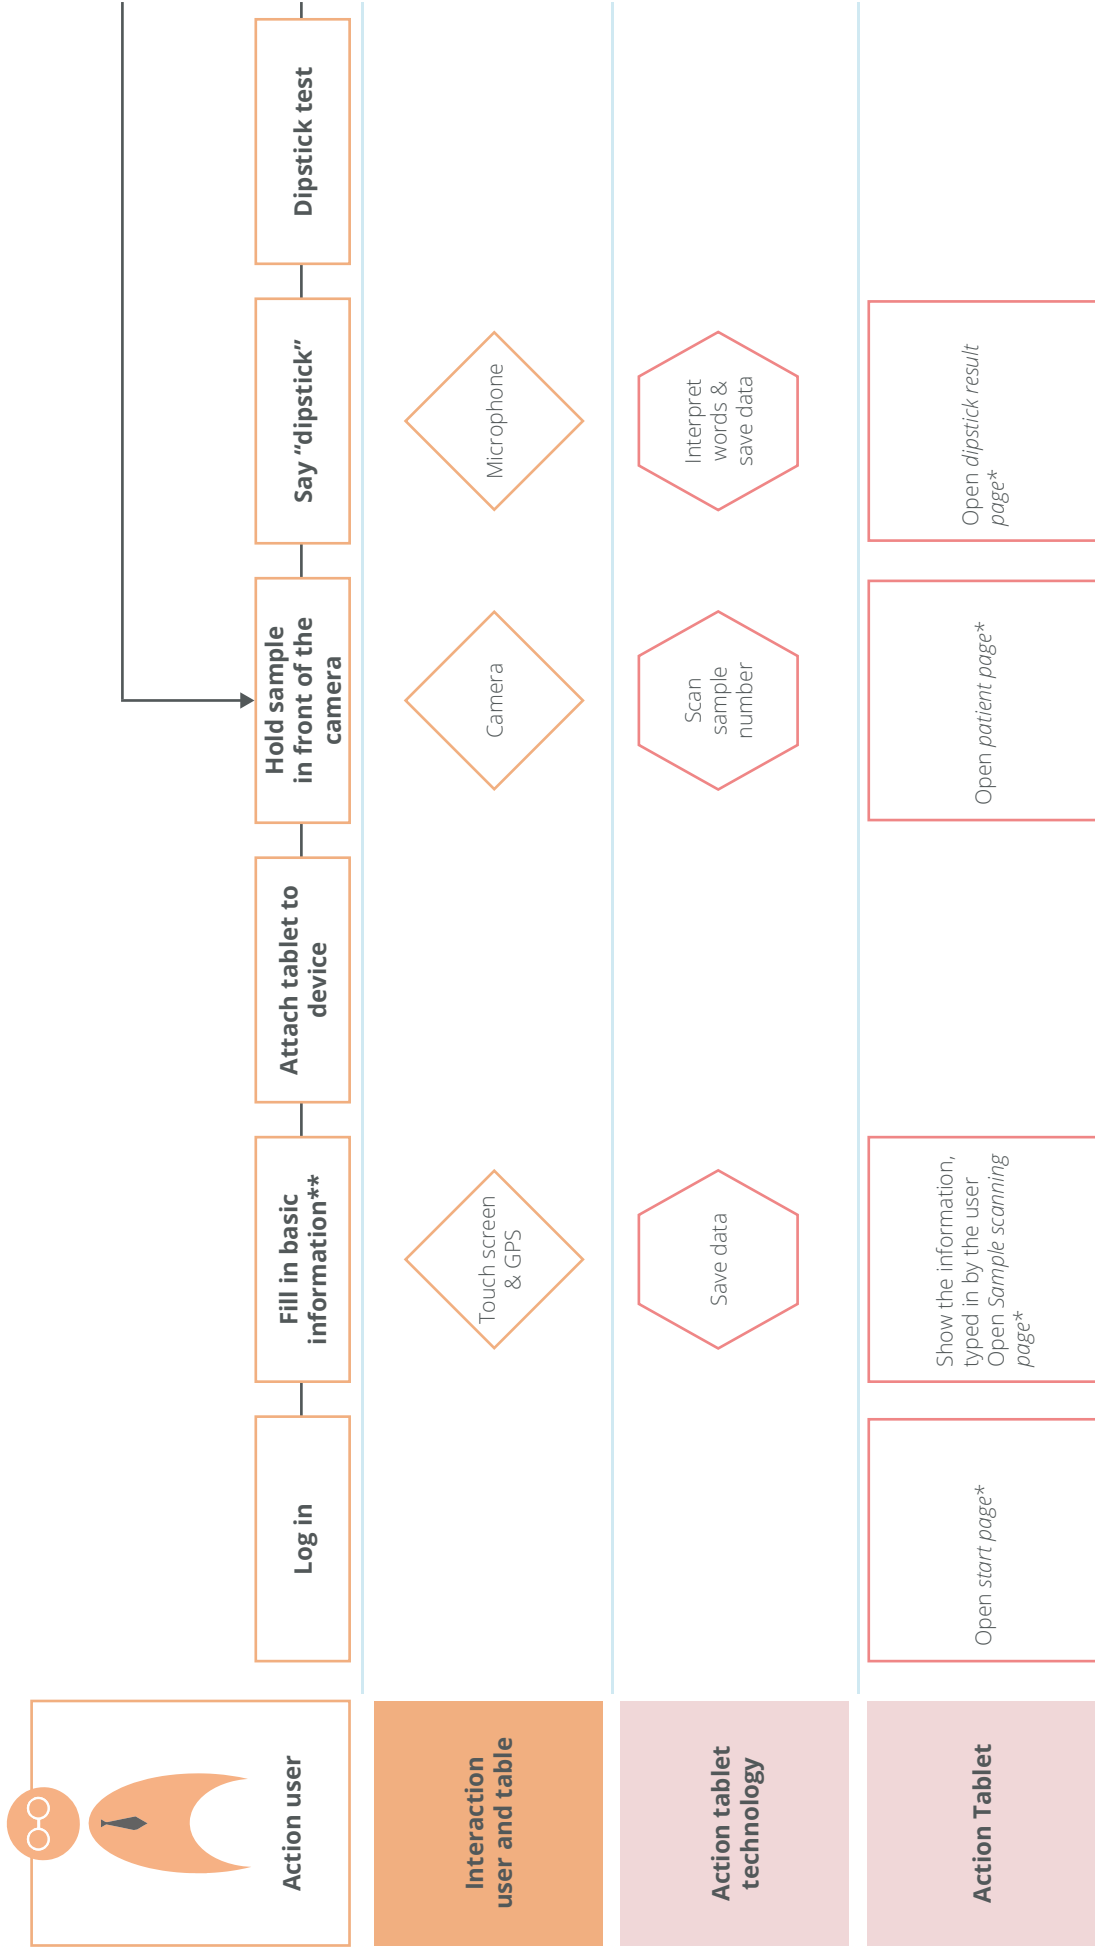 Action user
Log in
Fill in basic
information**
Attach tablet to
device
Hold sample
in front of the
camera
Say “dipstick”
Dipstick test
Interaction
user and table
Touch screen
& GPS
Camera
Microphone
Action tablet
technology
Save data
Scan
sample
number
Interpret
words &
save data
Action Tablet
Open start page*
Show the information,
typed in by the user
Open Sample scanning
page*
Open patient page*
Open dipstick result
page*